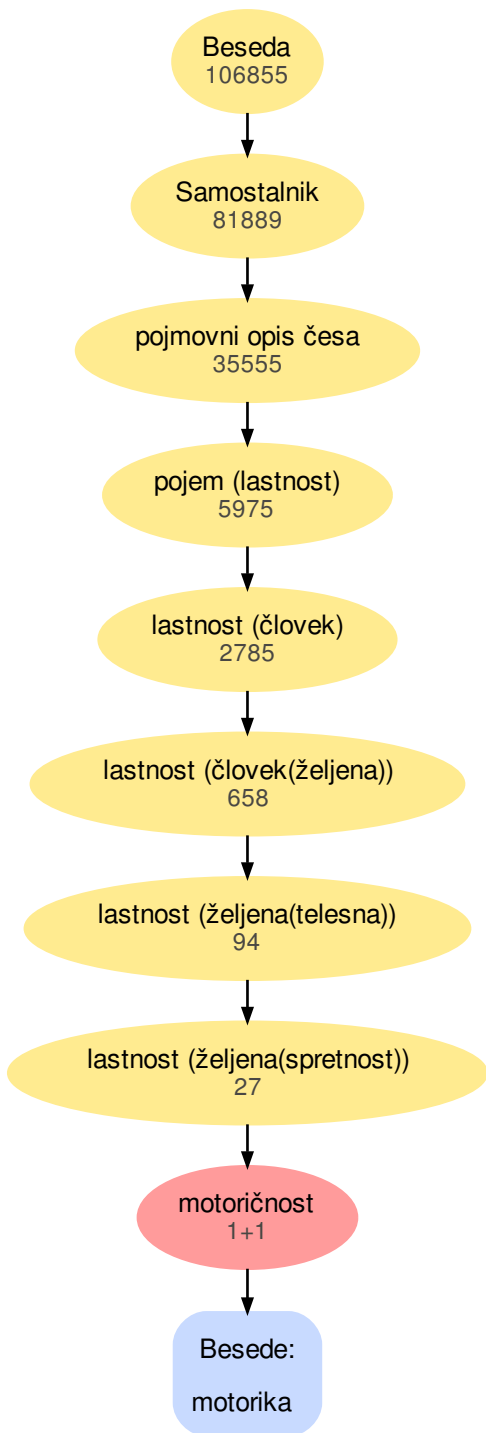 Beseda
106855
Samostalnik
81889
pojmovni opis česa
35555
pojem (lastnost)
5975
lastnost (človek)
2785
lastnost (človek(željena))
658
lastnost (željena(telesna))
94
lastnost (željena(spretnost))
27
motoričnost
1+1
Besede:
motorika